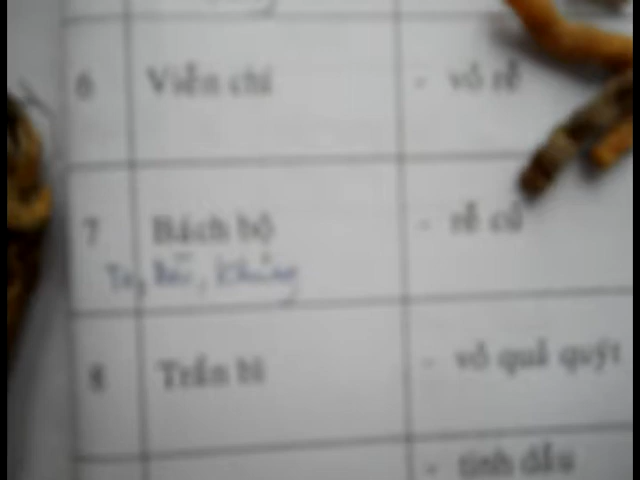 6 Viễn chí - vỏ rễ
7 Bách bộ - rễ củ
8 Trần bì - vỏ quả quýt
- tinh dầu